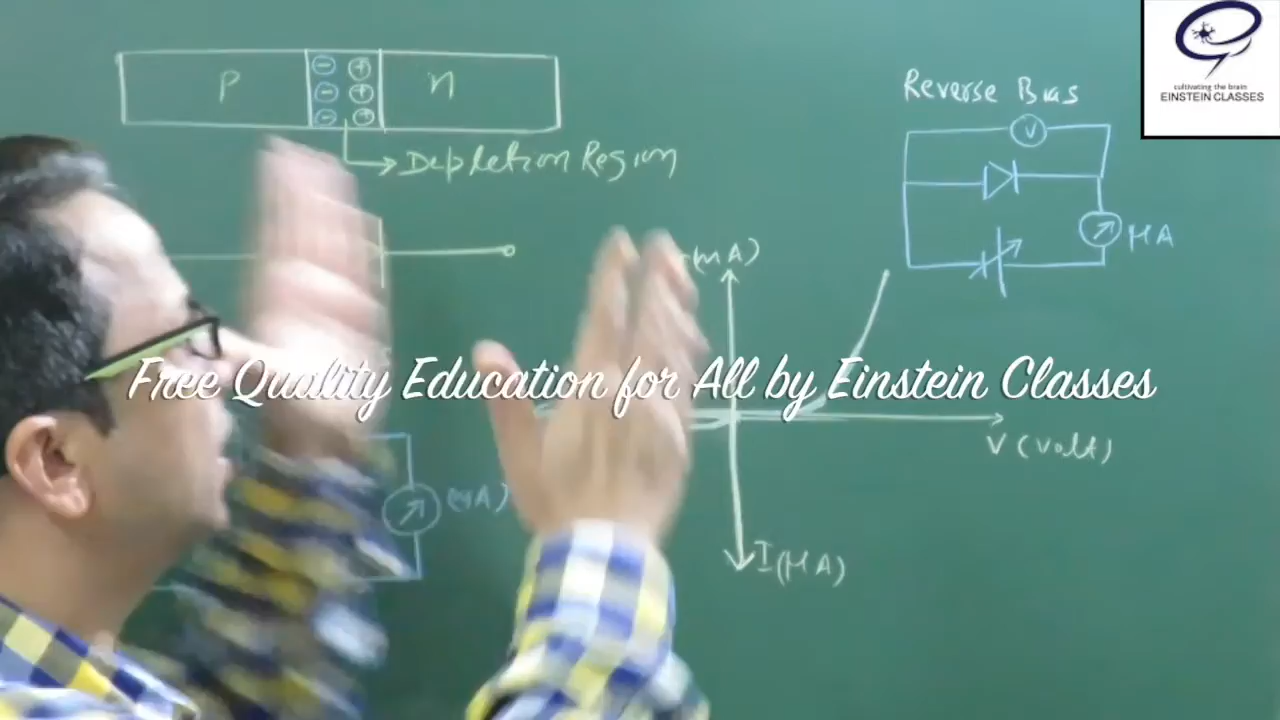 cultivating the brain
EINSTEIN CLASSES
Reverse Bias
P
n
- +
- +
- +
Depletion Region
V
μA
(mA)
Free Quality Education for All by Einstein Classes
V (Volt)
(mA)
I (μA)